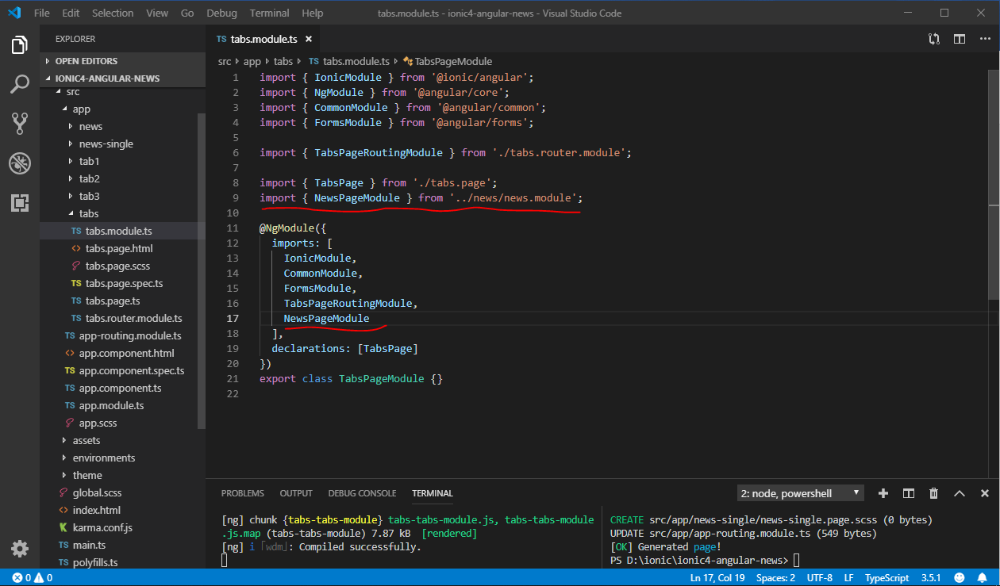 File Edit Selection View Go Debug Terminal Help tabs.module.ts - ionic4-angular-news - Visual Studio Code
EXPLORER
OPEN EDITORS
IONIC4-ANGULAR-NEWS
src
app
news
news-single
tab1
tab2
tab3
tabs
TS tabs.module.ts
<> tabs.page.html
tabs.page.scss
TS tabs.page.spec.ts
TS tabs.page.ts
TS tabs.router.module.ts
TS app-routing.module.ts
<> app.component.html
TS app.component.spec.ts
TS app.component.ts
TS app.module.ts
app.scss
assets
environments
theme
global.scss
<> index.html
karma.conf.js
TS main.ts
TS polyfills.ts
TS tabs.module.ts ×
src app tabs TS tabs.module.ts TabsPageModule
1 import { IonicModule } from '@ionic/angular';
2 import { NgModule } from '@angular/core';
3 import { CommonModule } from '@angular/common';
4 import { FormsModule } from '@angular/forms';
5
6 import { TabsPageRoutingModule } from './tabs.router.module';
7
8 import { TabsPage } from './tabs.page';
9 import { NewsPageModule } from '../news/news.module';
10
11 @NgModule({
12 imports: [
13 IonicModule,
14 CommonModule,
15 FormsModule,
16 TabsPageRoutingModule,
17 NewsPageModule
18 ],
19 declarations: [TabsPage]
20 })
21 export class TabsPageModule {}
22
PROBLEMS OUTPUT DEBUG CONSOLE TERMINAL 2: node, powershell
[ng] chunk {tabs-tabs-module} tabs-tabs-module.js, tabs-tabs-module
.js.map (tabs-tabs-module) 7.87 kB [rendered]
[ng] i ｢wdm｣: Compiled successfully.
CREATE src/app/news-single/news-single.page.scss (0 bytes)
UPDATE src/app/app-routing.module.ts (549 bytes)
[OK] Generated page!
PS D:\ionic\ionic4-angular-news>
0 0 Ln 17, Col 19 Spaces: 2 UTF-8 LF TypeScript 3.5.1